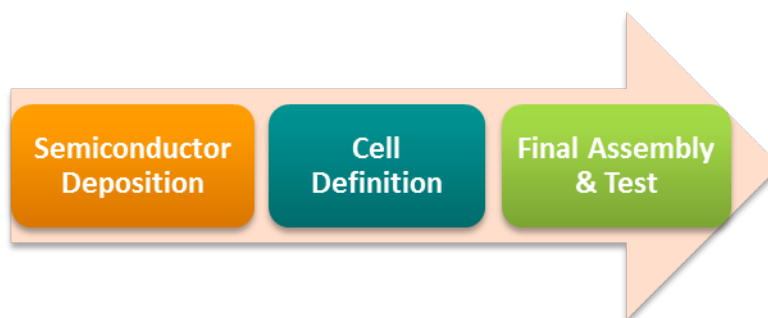 Semiconductor
Deposition
Cell
Definition
Final Assembly
& Test